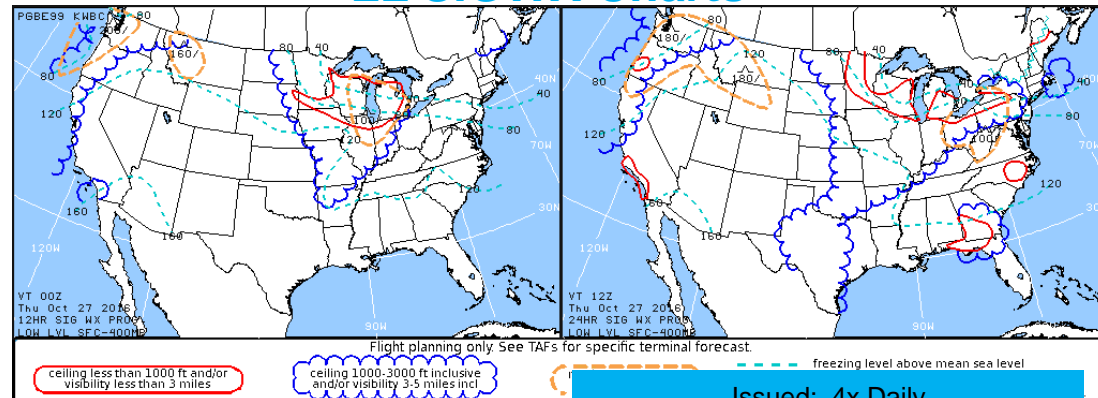 PGBE99 KWBC
80
200/
160/
80 40
80
120
160
100
120
80
120
160
40N
40
80
70W
30N
120W
90W
VT 00Z
Thu Oct 27 2016
12HR SIG WX PROG
LOW LVL SFC-400MB
80
180/
120
180/
80
40
80
120
160
160
100
40N
80
70W
120
30N
120W
90W
VT 12Z
Thu Oct 27 2016
24HR SIG WX PROG
LOW LVL SFC-400MB
Flight planning only. See TAFs for specific terminal forecast.
ceiling less than 1000 ft and/or
visibility less than 3 miles
ceiling 1000-3000 ft inclusive
and/or visibility 3-5 miles incl
freezing level above mean sea level
Issued: 4x Daily